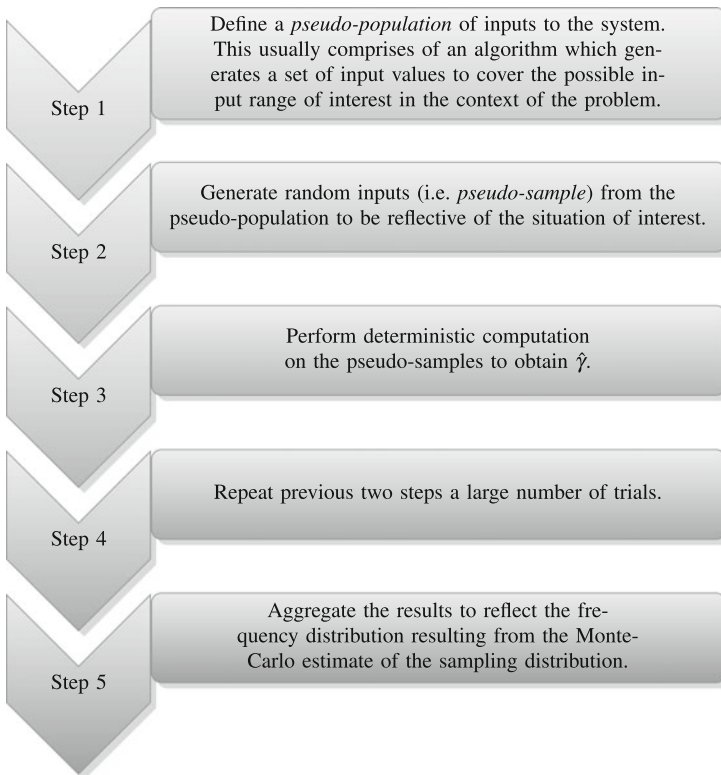 Define a pseudo-population of inputs to the system.
This usually comprises of an algorithm which gen-
erates a set of input values to cover the possible in-
put range of interest in the context of the problem.
Step 1
Generate random inputs (i.e. pseudo-sample) from the
pseudo-population to be reflective of the situation of interest.
Step 2
Perform deterministic computation
on the pseudo-samples to obtain γ̂.
Step 3
Repeat previous two steps a large number of trials.
Step 4
Aggregate the results to reflect the fre-
quency distribution resulting from the Monte-
Carlo estimate of the sampling distribution.
Step 5